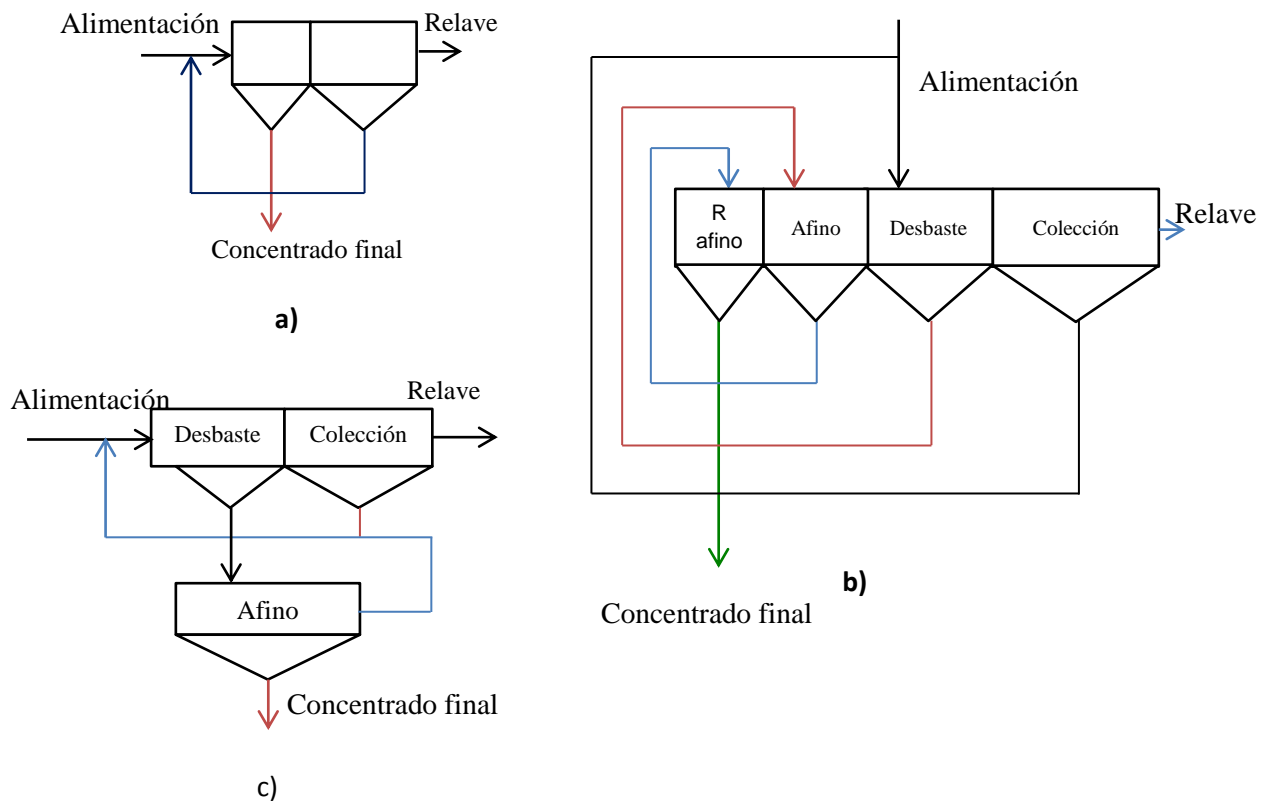 Alimentación
Relave
Concentrado final
a)
Alimentación
R
afino
Afino
Desbaste
Colección
Relave
Concentrado final
b)
Alimentación
Relave
Desbaste
Colección
Afino
Concentrado final
c)